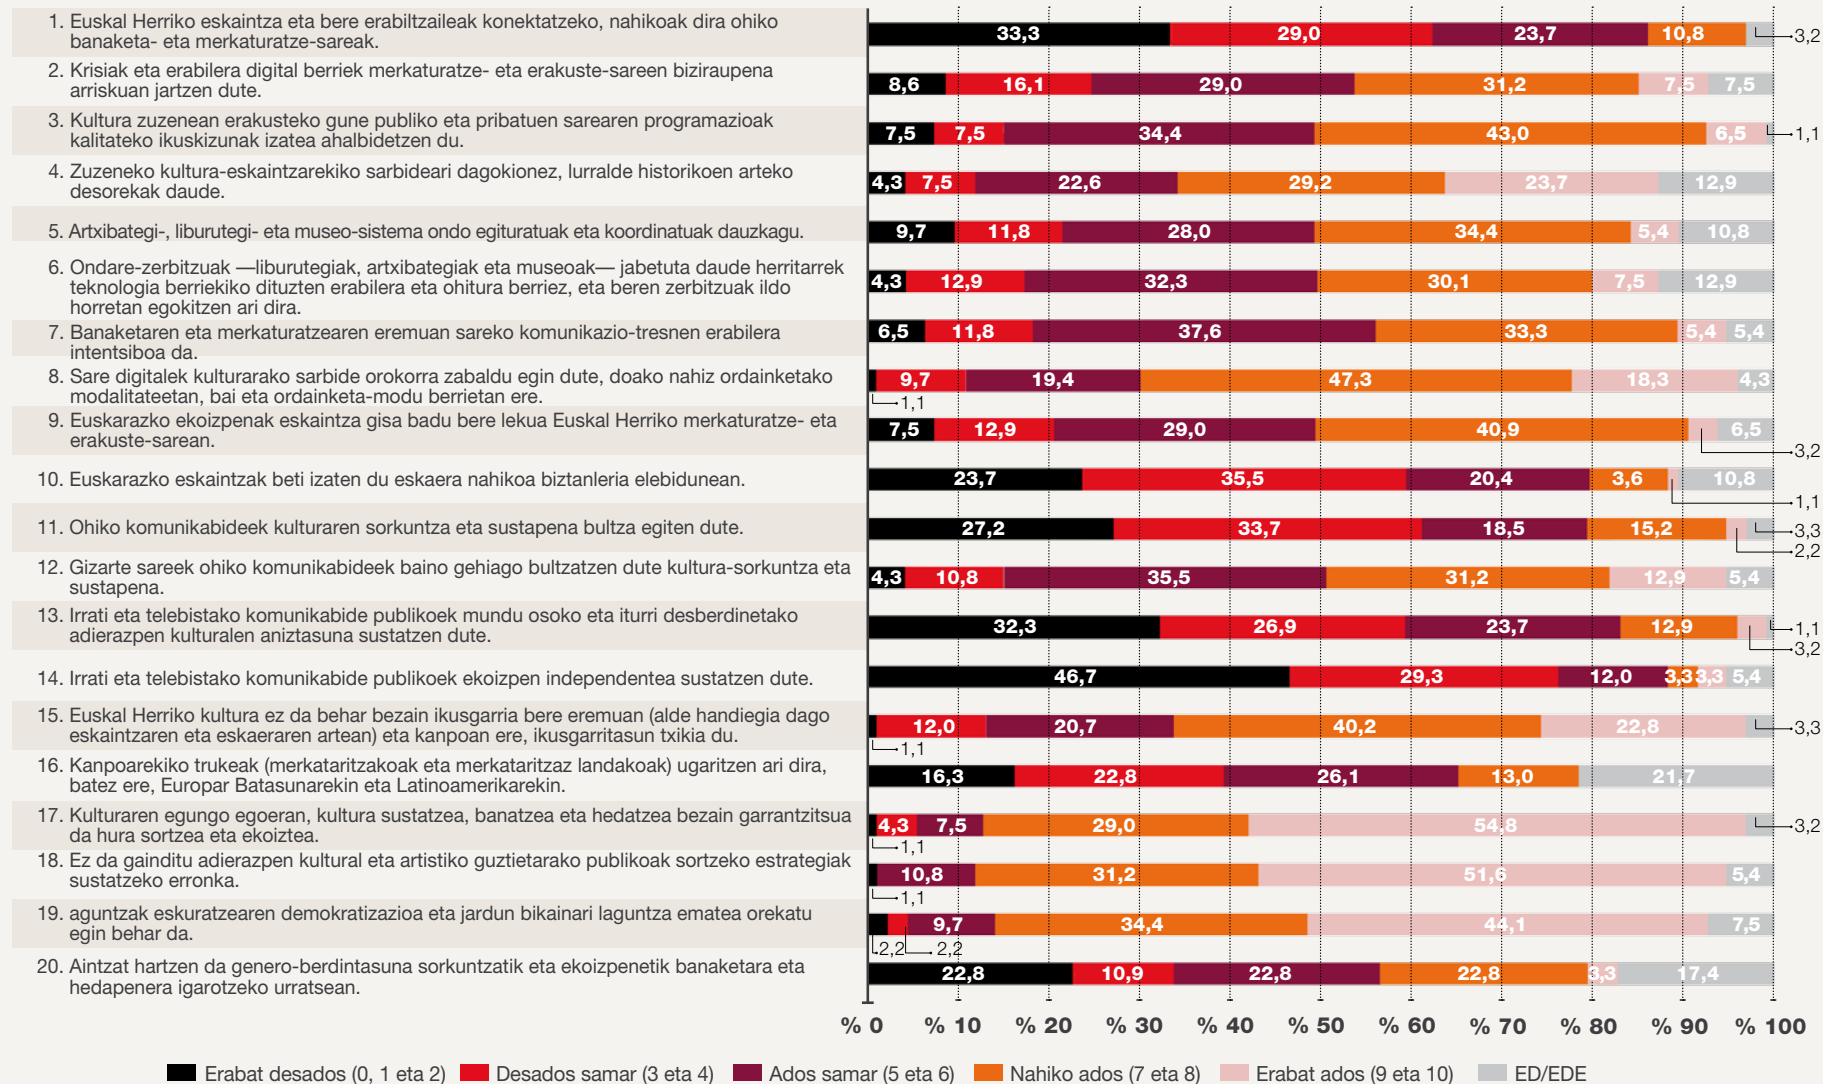 1. Euskal Herriko eskaintza eta bere erabiltzaileak konektatzeko, nahikoak dira ohiko
banaketa- eta merkaturatze-sareak.
33,3 29,0 23,7 10,8 3,2
2. Krisiak eta erabilera digital berriek merkaturatze- eta erakuste-sareen biziraupena
arriskuan jartzen dute.
8,6 16,1 29,0 31,2 7,5 7,5
3. Kultura zuzenean erakusteko gune publiko eta pribatuen sarearen programazioak
kalitateko ikuskizunak izatea ahalbidetzen du.
7,5 7,5 34,4 43,0 6,5 1,1
4. Zuzeneko kultura-eskaintzarekiko sarbideari dagokionez, lurralde historikoen arteko
desorekak daude.
4,3 7,5 22,6 29,2 23,7 12,9
5. Artxibategi-, liburutegi- eta museo-sistema ondo egituratuak eta koordinatuak dauzkagu.
9,7 11,8 28,0 34,4 5,4 10,8
6. Ondare-zerbitzuak —liburutegiak, artxibategiak eta museoak— jabetuta daude herritarrek
teknologia berriekiko dituzten erabilera eta ohitura berriez, eta beren zerbitzuak ildo
horretan egokitzen ari dira.
4,3 12,9 32,3 30,1 7,5 12,9
7. Banaketaren eta merkaturatzearen eremuan sareko komunikazio-tresnen erabilera
intentsiboa da.
6,5 11,8 37,6 33,3 5,4 5,4
8. Sare digitalek kulturarako sarbide orokorra zabaldu egin dute, doako nahiz ordainketako
modalitateetan, bai eta ordainketa-modu berrietan ere.
1,1 9,7 19,4 47,3 18,3 4,3
9. Euskarazko ekoizpenak eskaintza gisa badu bere lekua Euskal Herriko merkaturatze- eta
erakuste-sarean.
7,5 12,9 29,0 40,9 3,2 6,5
10. Euskarazko eskaintzak beti izaten du eskaera nahikoa biztanleria elebidunean.
23,7 35,5 20,4 3,6 1,1 10,8
11. Ohiko komunikabideek kulturaren sorkuntza eta sustapena bultza egiten dute.
27,2 33,7 18,5 15,2 2,2 3,3
12. Gizarte sareek ohiko komunikabideek baino gehiago bultzatzen dute kultura-sorkuntza eta
sustapena.
4,3 10,8 35,5 31,2 12,9 5,4
13. Irrati eta telebistako komunikabide publikoek mundu osoko eta iturri desberdinetako
adierazpen kulturalen aniztasuna sustatzen dute.
32,3 26,9 23,7 12,9 3,2 1,1
14. Irrati eta telebistako komunikabide publikoek ekoizpen independentea sustatzen dute.
46,7 29,3 12,0 3,3 3,3 5,4
15. Euskal Herriko kultura ez da behar bezain ikusgarria bere eremuan (alde handiegia dago
eskaintzaren eta eskaeraren artean) eta kanpoan ere, ikusgarritasun txikia du.
1,1 12,0 20,7 40,2 22,8 3,3
16. Kanpoarekiko trukeak (merkataritzakoak eta merkataritzaz landakoak) ugaritzen ari dira,
batez ere, Europar Batasunarekin eta Latinoamerikarekin.
16,3 22,8 26,1 13,0 21,7
17. Kulturaren egungo egoeran, kultura sustatzea, banatzea eta hedatzea bezain garrantzitsua
da hura sortzea eta ekoiztea.
1,1 4,3 7,5 29,0 54,8 3,2
18. Ez da gainditu adierazpen kultural eta artistiko guztietarako publikoak sortzeko estrategiak
sustatzeko erronka.
1,1 10,8 31,2 51,6 5,4
19. aguntzak eskuratzearen demokratizazioa eta jardun bikainari laguntza ematea orekatu
egin behar da.
2,2 2,2 9,7 34,4 44,1 7,5
20. Aintzat hartzen da genero-berdintasuna sorkuntzatik eta ekoizpenetik banaketara eta
hedapenera igarotzeko urratsean.
22,8 10,9 22,8 22,8 3,3 17,4
% 0 % 10 % 20 % 30 % 40 % 50 % 60 % 70 % 80 % 90 % 100
Erabat desados (0, 1 eta 2) Desados samar (3 eta 4) Ados samar (5 eta 6) Nahiko ados (7 eta 8) Erabat ados (9 eta 10) ED/EDE